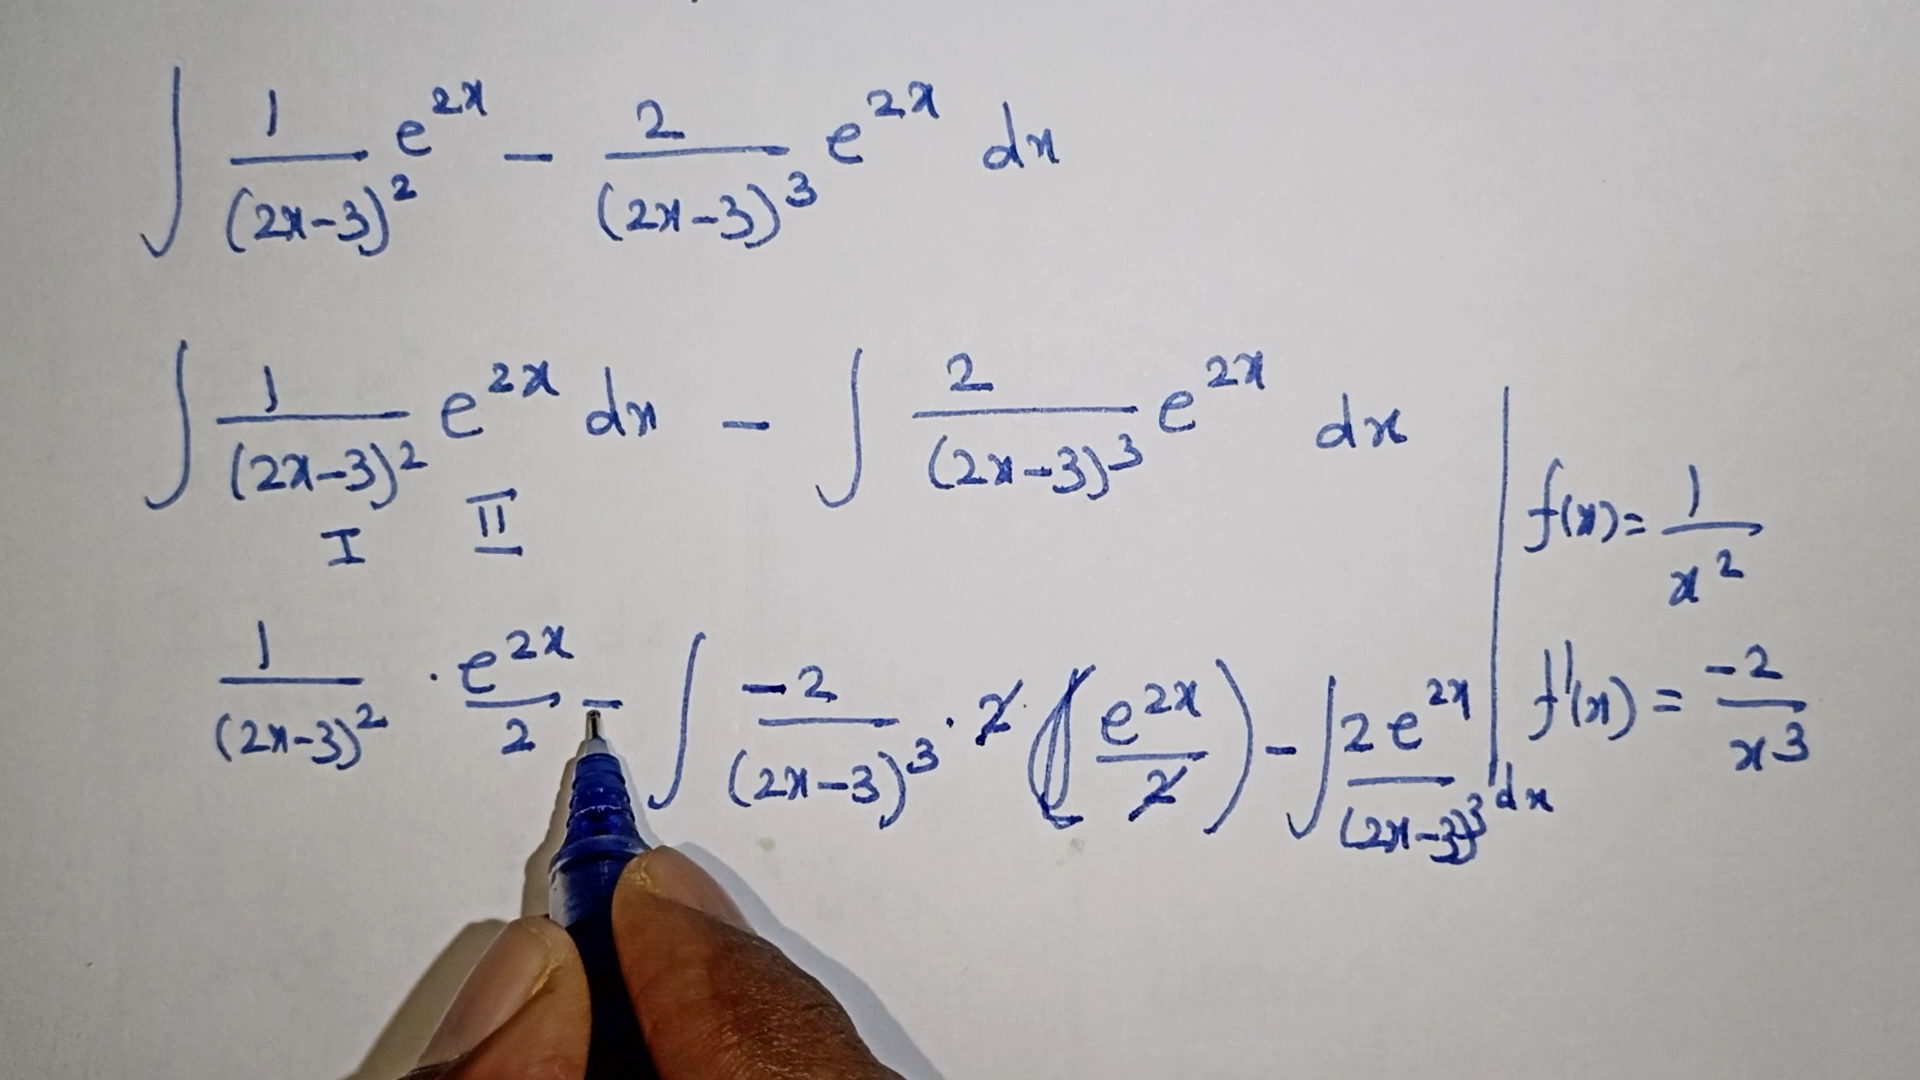 ∫ 1/(2x-3)² e^{2x} - 2/(2x-3)³ e^{2x} dx
∫ 1/(2x-3)² e^{2x} dx - ∫ 2/(2x-3)³ e^{2x} dx
I II
f(x) = 1/x²
1/(2x-3)² · e^{2x}/2 - ∫ -2/(2x-3)³ · 2 · (e^{2x}/2) - ∫ 2e^{2x}/(2x-3)³ dx
f'(x) = -2/x³